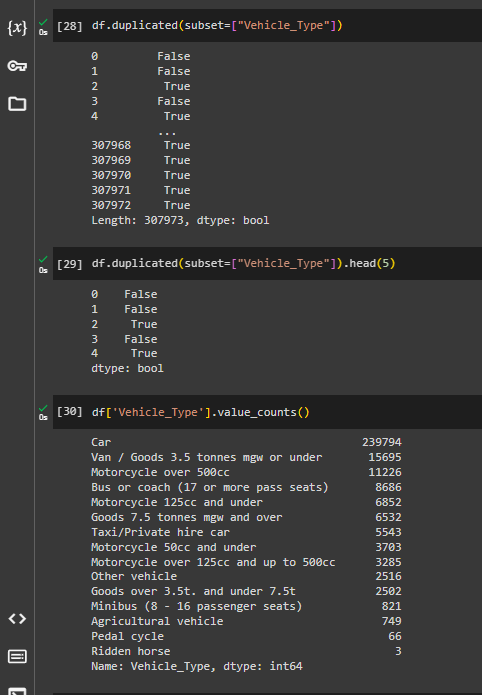 {x}
0s
[28] df.duplicated(subset=["Vehicle_Type"])
0 False
1 False
2 True
3 False
4 True
...
307968 True
307969 True
307970 True
307971 True
307972 True
Length: 307973, dtype: bool
0s
[29] df.duplicated(subset=["Vehicle_Type"]).head(5)
0 False
1 False
2 True
3 False
4 True
dtype: bool
0s
[30] df['Vehicle_Type'].value_counts()
Car 239794
Van / Goods 3.5 tonnes mgw or under 15695
Motorcycle over 500cc 11226
Bus or coach (17 or more pass seats) 8686
Motorcycle 125cc and under 6852
Goods 7.5 tonnes mgw and over 6532
Taxi/Private hire car 5543
Motorcycle 50cc and under 3703
Motorcycle over 125cc and up to 500cc 3285
Other vehicle 2516
Goods over 3.5t. and under 7.5t 2502
Minibus (8 - 16 passenger seats) 821
Agricultural vehicle 749
Pedal cycle 66
Ridden horse 3
Name: Vehicle_Type, dtype: int64